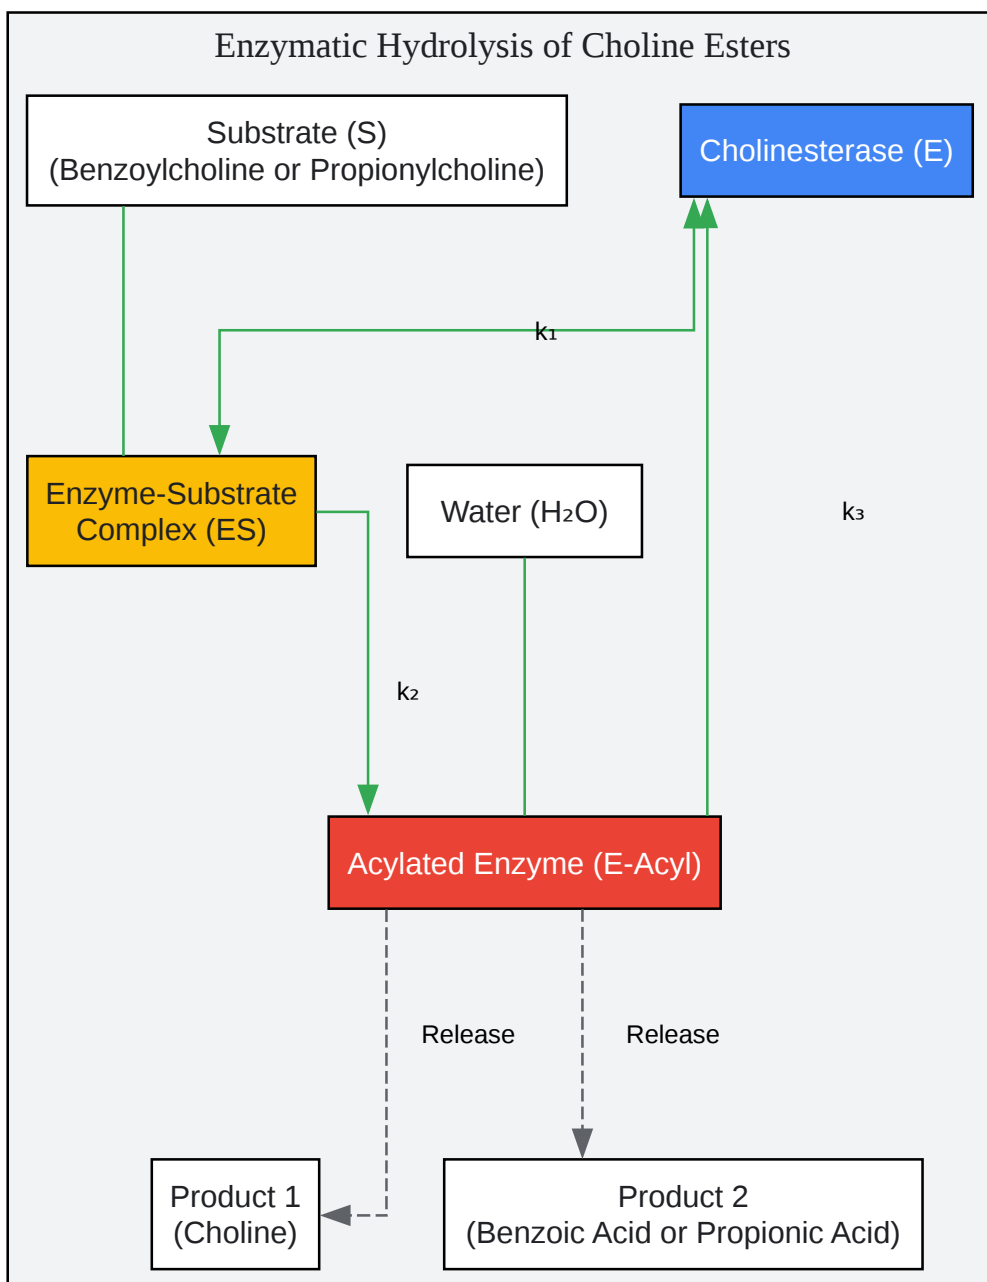 Enzymatic Hydrolysis of Choline Esters
Substrate (S)
(Benzoylcholine or Propionylcholine)
Cholinesterase (E)
k₁
Enzyme-Substrate
Complex (ES)
Water (H₂O)
k₃
k₂
Acylated Enzyme (E-Acyl)
Release
Release
Product 1
(Choline)
Product 2
(Benzoic Acid or Propionic Acid)